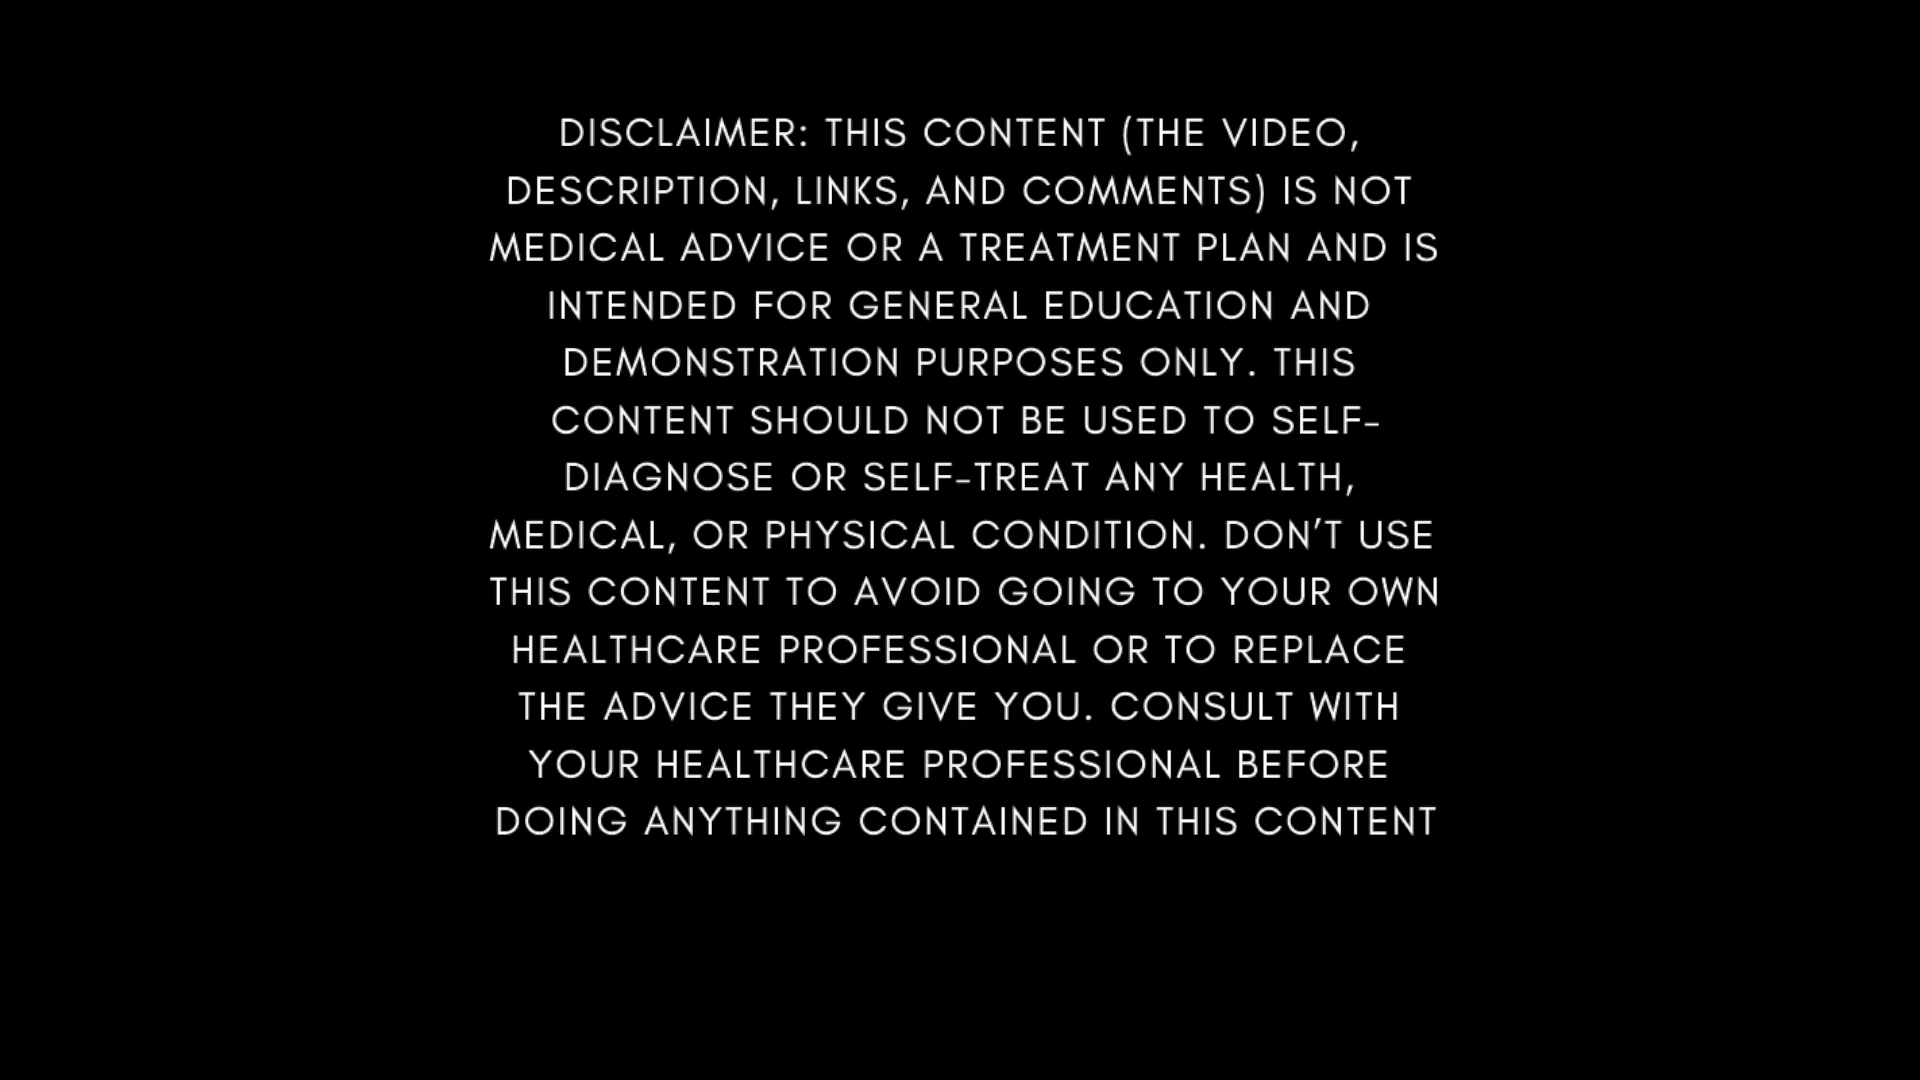 DISCLAIMER: THIS CONTENT (THE VIDEO,
DESCRIPTION, LINKS, AND COMMENTS) IS NOT
MEDICAL ADVICE OR A TREATMENT PLAN AND IS
INTENDED FOR GENERAL EDUCATION AND
DEMONSTRATION PURPOSES ONLY. THIS
CONTENT SHOULD NOT BE USED TO SELF-
DIAGNOSE OR SELF-TREAT ANY HEALTH,
MEDICAL, OR PHYSICAL CONDITION. DON’T USE
THIS CONTENT TO AVOID GOING TO YOUR OWN
HEALTHCARE PROFESSIONAL OR TO REPLACE
THE ADVICE THEY GIVE YOU. CONSULT WITH
YOUR HEALTHCARE PROFESSIONAL BEFORE
DOING ANYTHING CONTAINED IN THIS CONTENT